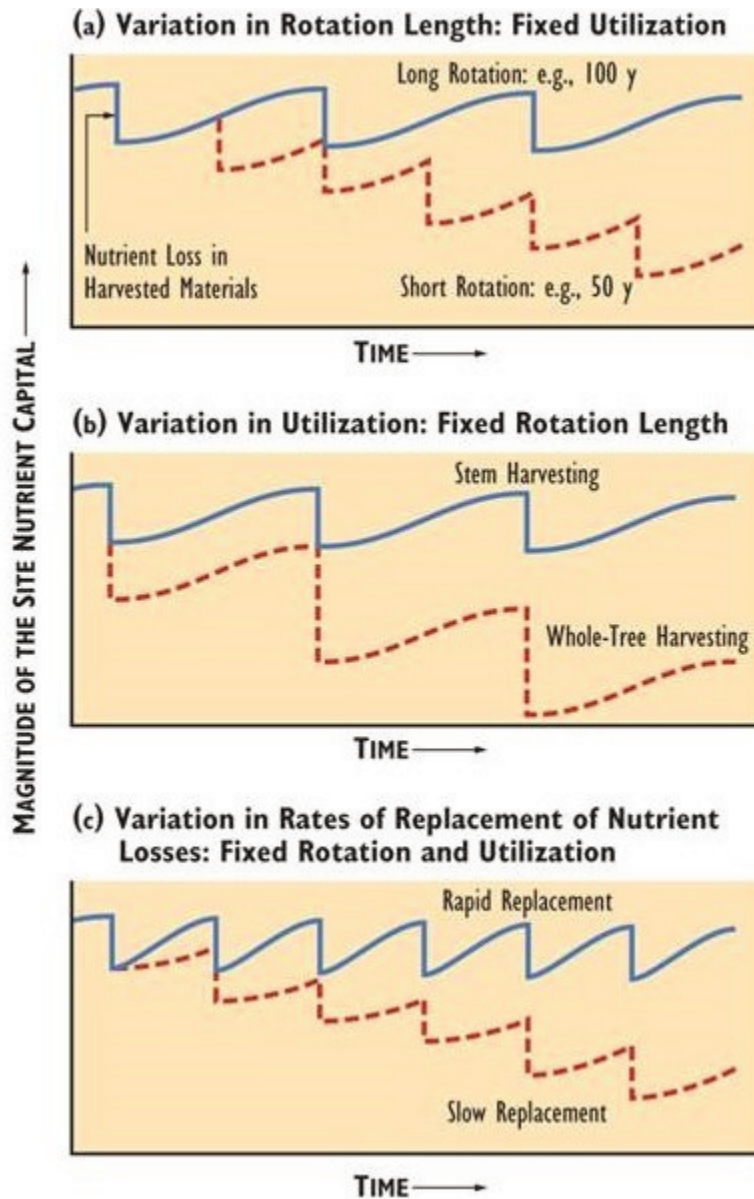 (a) Variation in Rotation Length: Fixed Utilization
Long Rotation: e.g., 100 y
Nutrient Loss in
Harvested Materials
Short Rotation: e.g., 50 y
TIME
(b) Variation in Utilization: Fixed Rotation Length
Stem Harvesting
Whole-Tree Harvesting
TIME
MAGNITUDE OF THE SITE NUTRIENT CAPITAL
(c) Variation in Rates of Replacement of Nutrient
Losses: Fixed Rotation and Utilization
Rapid Replacement
Slow Replacement
TIME